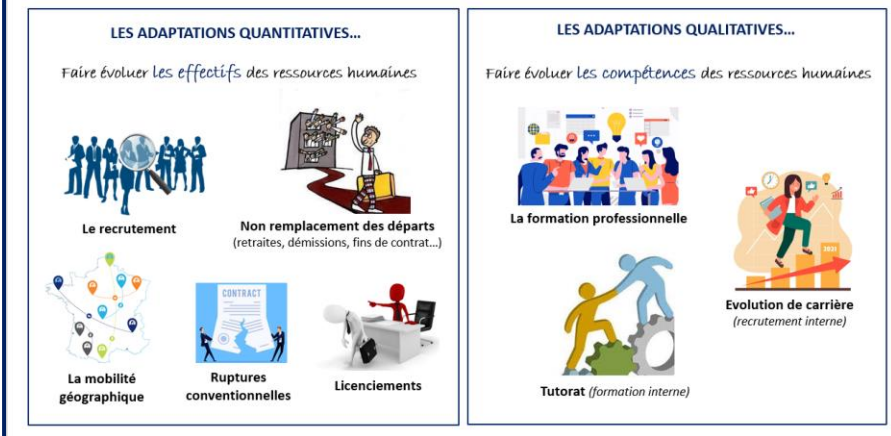 LES ADAPTATIONS QUANTITATIVES...
Faire évoluer les effectifs des ressources humaines
Le recrutement
Non remplacement des départs
(retraites, démissions, fins de contrat...)
La mobilité
géographique
CONTRACT
Ruptures
conventionnelles
Licenciements
LES ADAPTATIONS QUALITATIVES...
Faire évoluer les compétences des ressources humaines
La formation professionnelle
Tutorat (formation interne)
2021
Evolution de carrière
(recrutement interne)